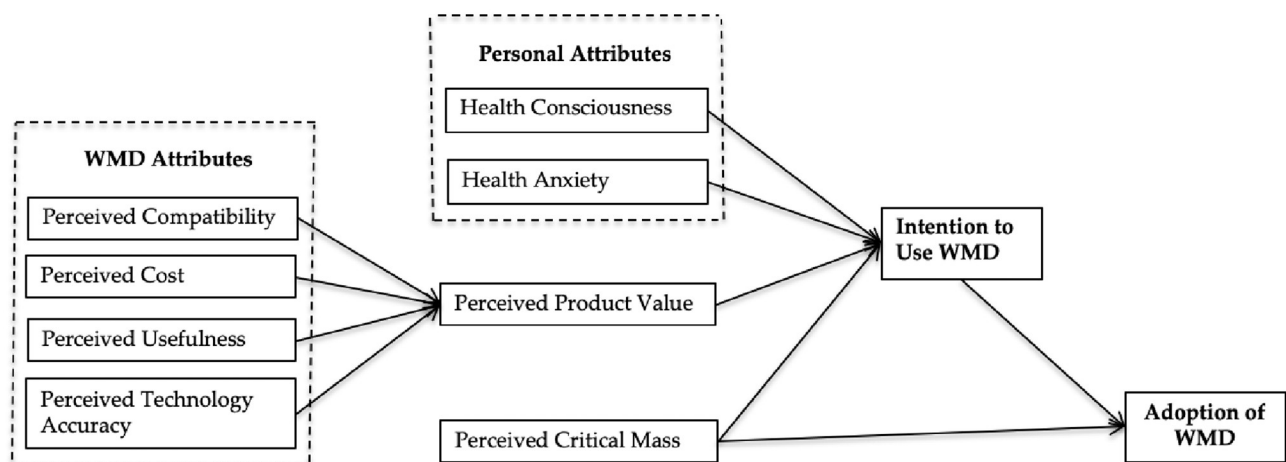 Personal Attributes
Health Consciousness
Health Anxiety
WMD Attributes
Perceived Compatibility
Perceived Cost
Perceived Usefulness
Perceived Technology
Accuracy
Perceived Product Value
Perceived Critical Mass
Intention to
Use WMD
Adoption of
WMD